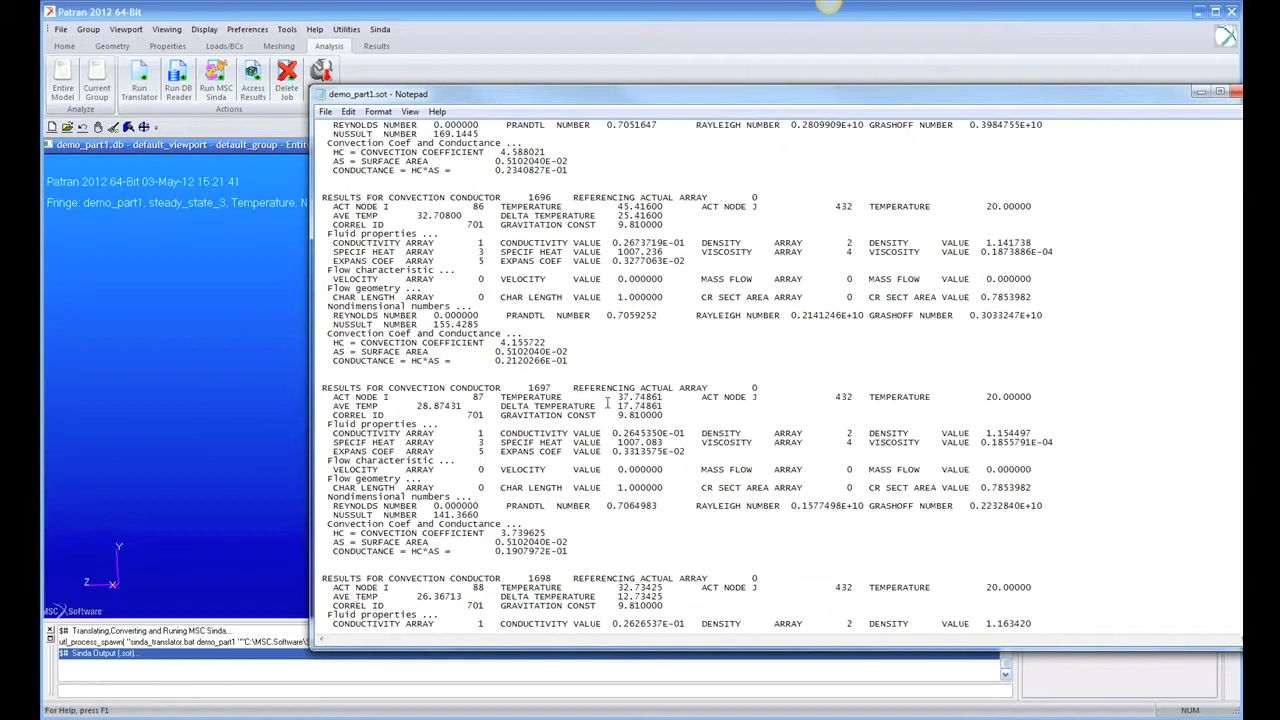 Patran 2012 64-Bit
File Group Viewport Viewing Display Preferences Tools Help Utilities Sinda
Home Geometry Properties Loads/BCs Meshing Analysis Results
Entire Model Current Group Run Translator Run DB Reader Run MSC Sinda Access Results Delete Job
Analyze Actions
demo_part1.db - default_viewport - default_group - Entit
Patran 2012 64-Bit 03-May-12 15:21:41
Fringe: demo_part1, steady_state_3, Temperature, N
Y
Z X
MSC Software
demo_part1.sot - Notepad
File Edit Format View Help
REYNOLDS NUMBER 0.000000 PRANDTL NUMBER 0.7051647 RAYLEIGH NUMBER 0.2809909E+10 GRASHOFF NUMBER 0.3984755E+10
NUSSULT NUMBER 169.1445
Convection Coef and Conductance ...
HC = CONVECTION COEFFICIENT 4.588021
AS = SURFACE AREA 0.5102040E-02
CONDUCTANCE = HC*AS = 0.2340827E-01
RESULTS FOR CONVECTION CONDUCTOR 1696 REFERENCING ACTUAL ARRAY 0
ACT NODE I 86 TEMPERATURE 45.41600 ACT NODE J 432 TEMPERATURE 20.00000
AVE TEMP 32.70800 DELTA TEMPERATURE 25.41600
CORREL ID 701 GRAVITATION CONST 9.810000
Fluid properties ...
CONDUCTIVITY ARRAY 1 CONDUCTIVITY VALUE 0.2673719E-01 DENSITY ARRAY 2 DENSITY VALUE 1.141738
SPECIF HEAT ARRAY 3 SPECIF HEAT VALUE 1007.236 VISCOSITY ARRAY 4 VISCOSITY VALUE 0.1873886E-04
EXPANS COEF ARRAY 5 EXPANS COEF VALUE 0.3277063E-02
Flow characteristic ...
VELOCITY ARRAY 0 VELOCITY VALUE 0.000000 MASS FLOW ARRAY 0 MASS FLOW VALUE 0.000000
Flow geometry ...
CHAR LENGTH ARRAY 0 CHAR LENGTH VALUE 1.000000 CR SECT AREA ARRAY 0 CR SECT AREA VALUE 0.7853982
Nondimensional numbers ...
REYNOLDS NUMBER 0.000000 PRANDTL NUMBER 0.7059252 RAYLEIGH NUMBER 0.2141246E+10 GRASHOFF NUMBER 0.3033247E+10
NUSSULT NUMBER 155.4285
Convection Coef and Conductance ...
HC = CONVECTION COEFFICIENT 4.155722
AS = SURFACE AREA 0.5102040E-02
CONDUCTANCE = HC*AS = 0.2120266E-01
RESULTS FOR CONVECTION CONDUCTOR 1697 REFERENCING ACTUAL ARRAY 0
ACT NODE I 87 TEMPERATURE 37.74861 ACT NODE J 432 TEMPERATURE 20.00000
AVE TEMP 28.87431 DELTA TEMPERATURE 17.74861
CORREL ID 701 GRAVITATION CONST 9.810000
Fluid properties ...
CONDUCTIVITY ARRAY 1 CONDUCTIVITY VALUE 0.2645350E-01 DENSITY ARRAY 2 DENSITY VALUE 1.154497
SPECIF HEAT ARRAY 3 SPECIF HEAT VALUE 1007.083 VISCOSITY ARRAY 4 VISCOSITY VALUE 0.1855791E-04
EXPANS COEF ARRAY 5 EXPANS COEF VALUE 0.3313575E-02
Flow characteristic ...
VELOCITY ARRAY 0 VELOCITY VALUE 0.000000 MASS FLOW ARRAY 0 MASS FLOW VALUE 0.000000
Flow geometry ...
CHAR LENGTH ARRAY 0 CHAR LENGTH VALUE 1.000000 CR SECT AREA ARRAY 0 CR SECT AREA VALUE 0.7853982
Nondimensional numbers ...
REYNOLDS NUMBER 0.000000 PRANDTL NUMBER 0.7064983 RAYLEIGH NUMBER 0.1577498E+10 GRASHOFF NUMBER 0.2232840E+10
NUSSULT NUMBER 141.3660
Convection Coef and Conductance ...
HC = CONVECTION COEFFICIENT 3.739625
AS = SURFACE AREA 0.5102040E-02
CONDUCTANCE = HC*AS = 0.1907972E-01
RESULTS FOR CONVECTION CONDUCTOR 1698 REFERENCING ACTUAL ARRAY 0
ACT NODE I 88 TEMPERATURE 32.73425 ACT NODE J 432 TEMPERATURE 20.00000
AVE TEMP 26.36713 DELTA TEMPERATURE 12.73425
CORREL ID 701 GRAVITATION CONST 9.810000
Fluid properties ...
CONDUCTIVITY ARRAY 1 CONDUCTIVITY VALUE 0.2626537E-01 DENSITY ARRAY 2 DENSITY VALUE 1.163420
$# Translating,Converting and Runing MSC Sinda...
utl_process_spawn( "sinda_translator.bat demo_part1 '"C:\MSC.Software\S
$# Sinda Output (.sot)...
For Help, press F1 NUM